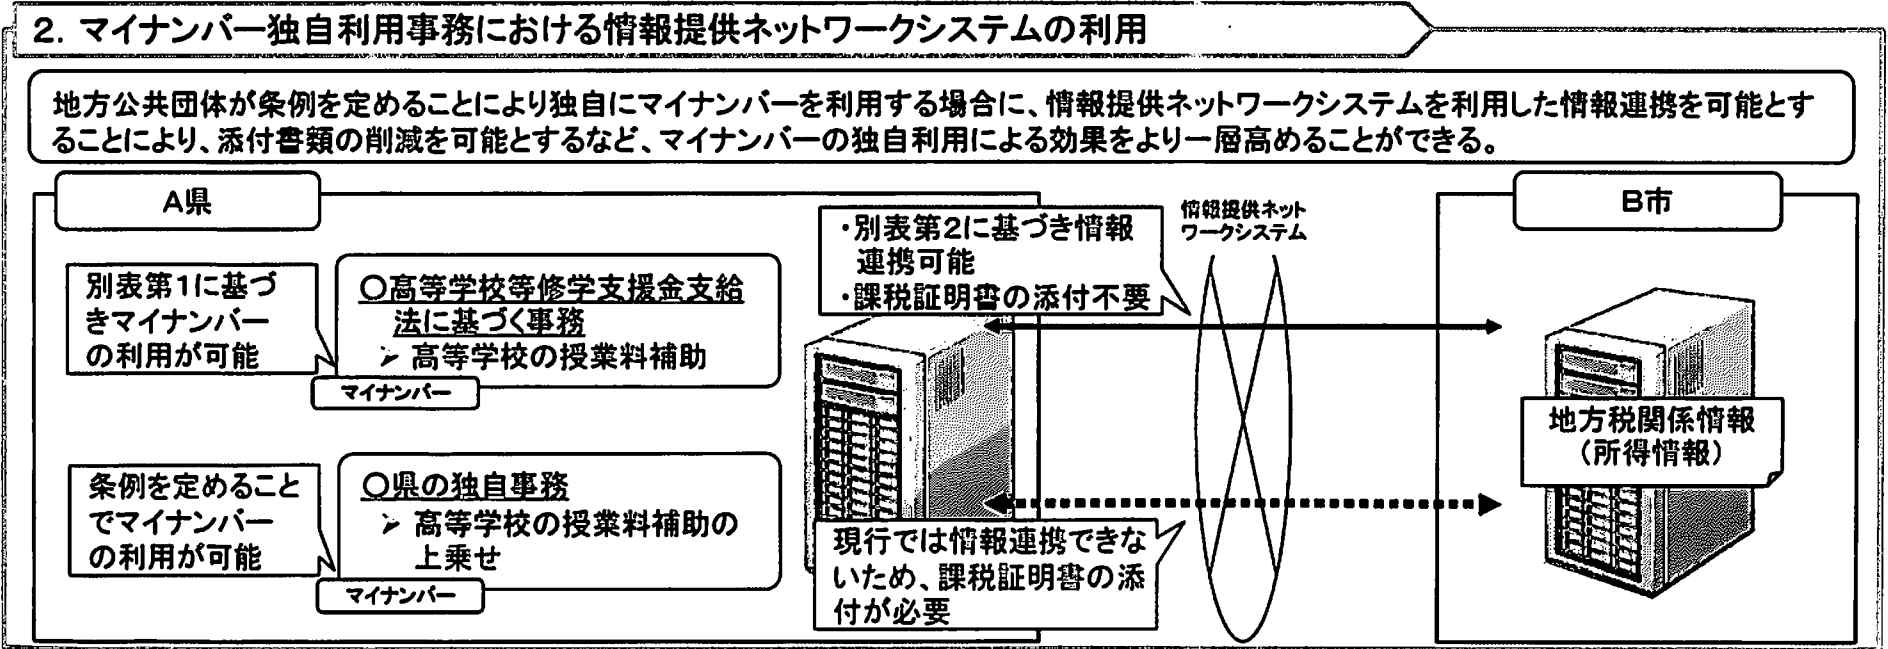 2. マイナンバー独自利用事務における情報提供ネットワークシステムの利用
地方公共団体が条例を定めることにより独自にマイナンバーを利用する場合に、情報提供ネットワークシステムを利用した情報連携を可能とす
ることにより、添付書類の削減を可能とするなど、マイナンバーの独自利用による効果をより一層高めることができる。
A県
別表第1に基づ
きマイナンバー
の利用が可能
○高等学校等修学支援金支給
法に基づく事務
➢ 高等学校の授業料補助
マイナンバー
条例を定めること
でマイナンバー
の利用が可能
○県の独自事務
➢ 高等学校の授業料補助の
上乗せ
マイナンバー
・別表第2に基づき情報
連携可能
・課税証明書の添付不要
現行では情報連携できな
いため、課税証明書の添
付が必要
情報提供ネット
ワークシステム
B市
地方税関係情報
(所得情報)